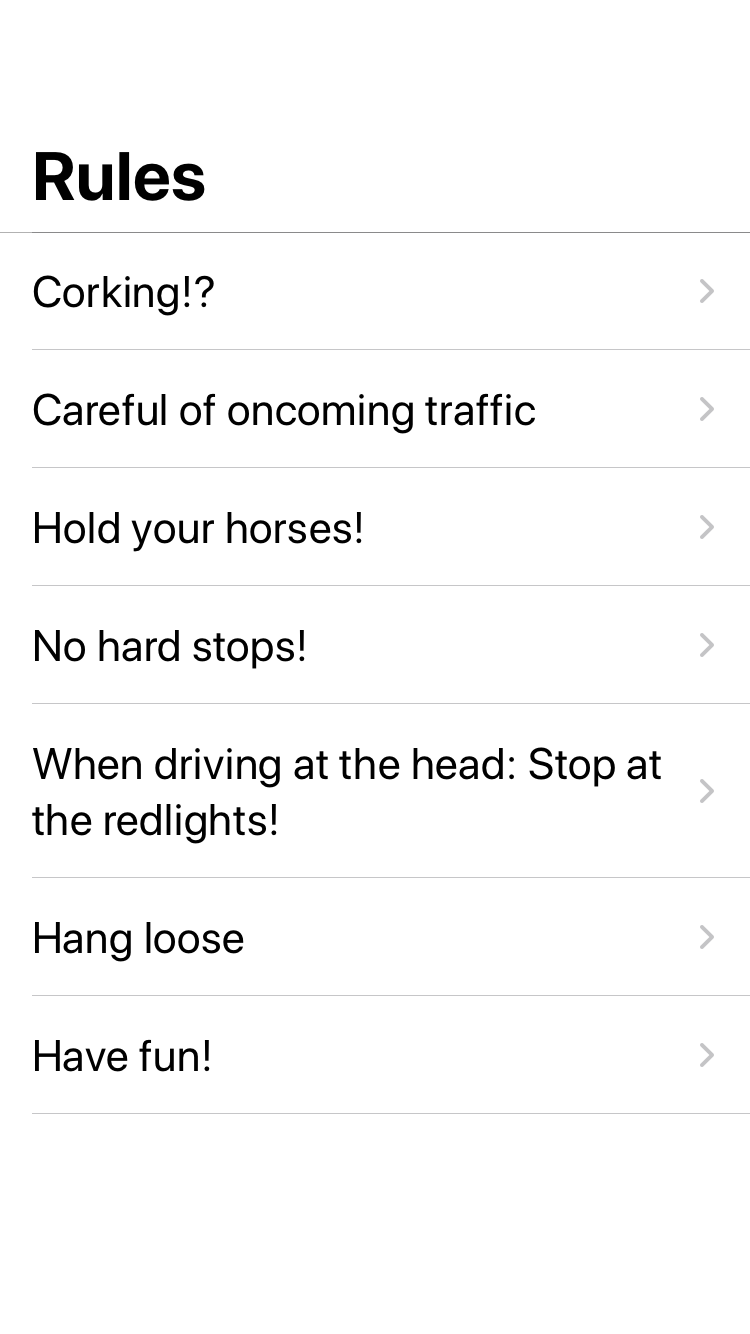 Rules
Corking!?
Careful of oncoming traffic
Hold your horses!
No hard stops!
When driving at the head: Stop at
the redlights!
Hang loose
Have fun!